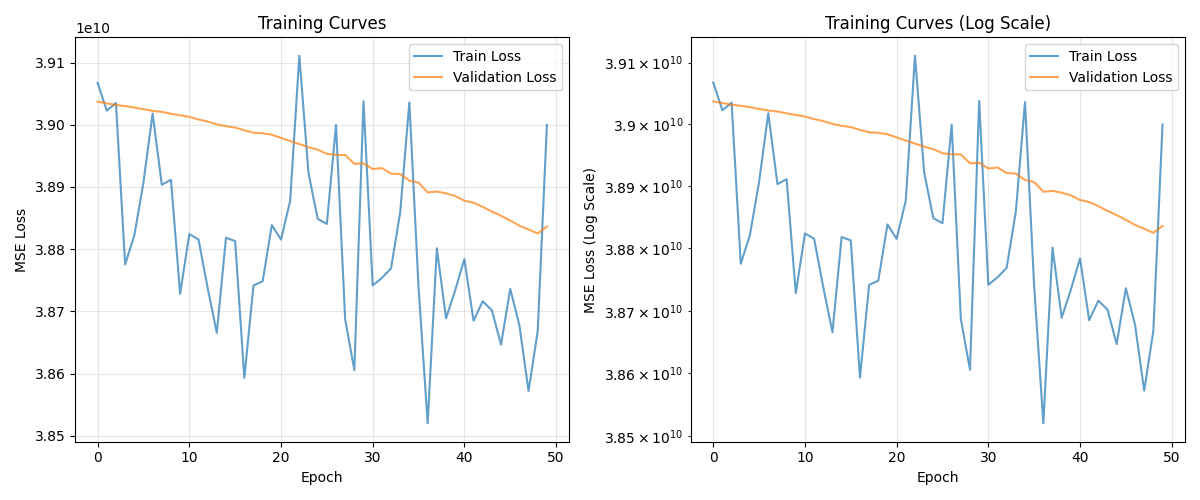 Training Curves
1e10
MSE Loss
3.91
3.90
3.89
3.88
3.87
3.86
3.85
0 10 20 30 40 50
Epoch
Train Loss
Validation Loss
Training Curves (Log Scale)
MSE Loss (Log Scale)
3.91 × 10¹⁰
3.9 × 10¹⁰
3.89 × 10¹⁰
3.88 × 10¹⁰
3.87 × 10¹⁰
3.86 × 10¹⁰
3.85 × 10¹⁰
0 10 20 30 40 50
Epoch
Train Loss
Validation Loss